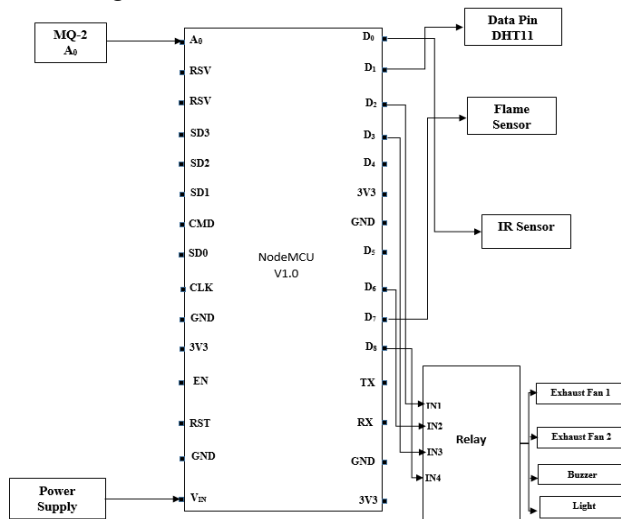 MQ-2
A₀
A₀
RSV
RSV
SD3
SD2
SD1
CMD
SD0
CLK
GND
3V3
EN
RST
GND
VIN
Power
Supply
NodeMCU
V1.0
D₀
D₁
D₂
D₃
D₄
3V3
GND
D₅
D₆
D₇
D₈
TX
RX
GND
3V3
Data Pin
DHT11
Flame
Sensor
IR Sensor
IN1
IN2
IN3
IN4
Relay
Exhaust Fan 1
Exhaust Fan 2
Buzzer
Light